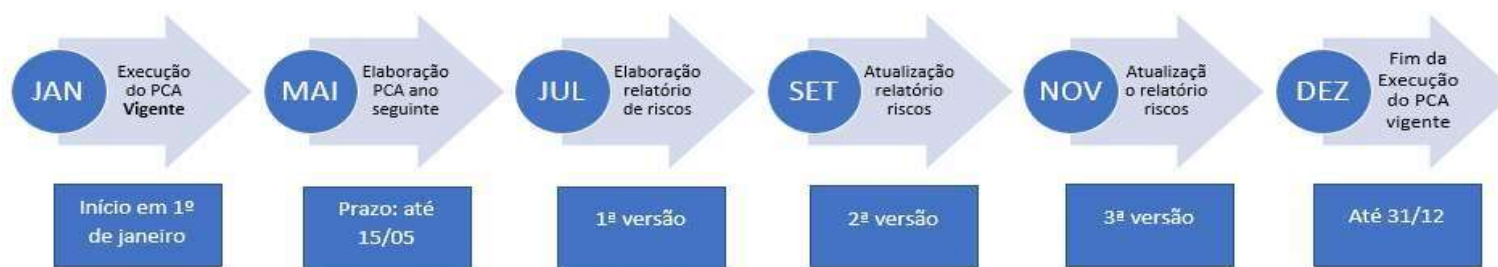 JAN
Execução
do PCA
Vigente
MAI
Elaboração
PCA ano
seguinte
JUL
Elaboração
relatório
de riscos
SET
Atualização
relatório
riscos
NOV
Atualizaçã
o relatório
riscos
DEZ
Fim da
Execução
do PCA
vigente
Início em 1º
de janeiro
Prazo: até
15/05
1ª versão
2ª versão
3ª versão
Até 31/12